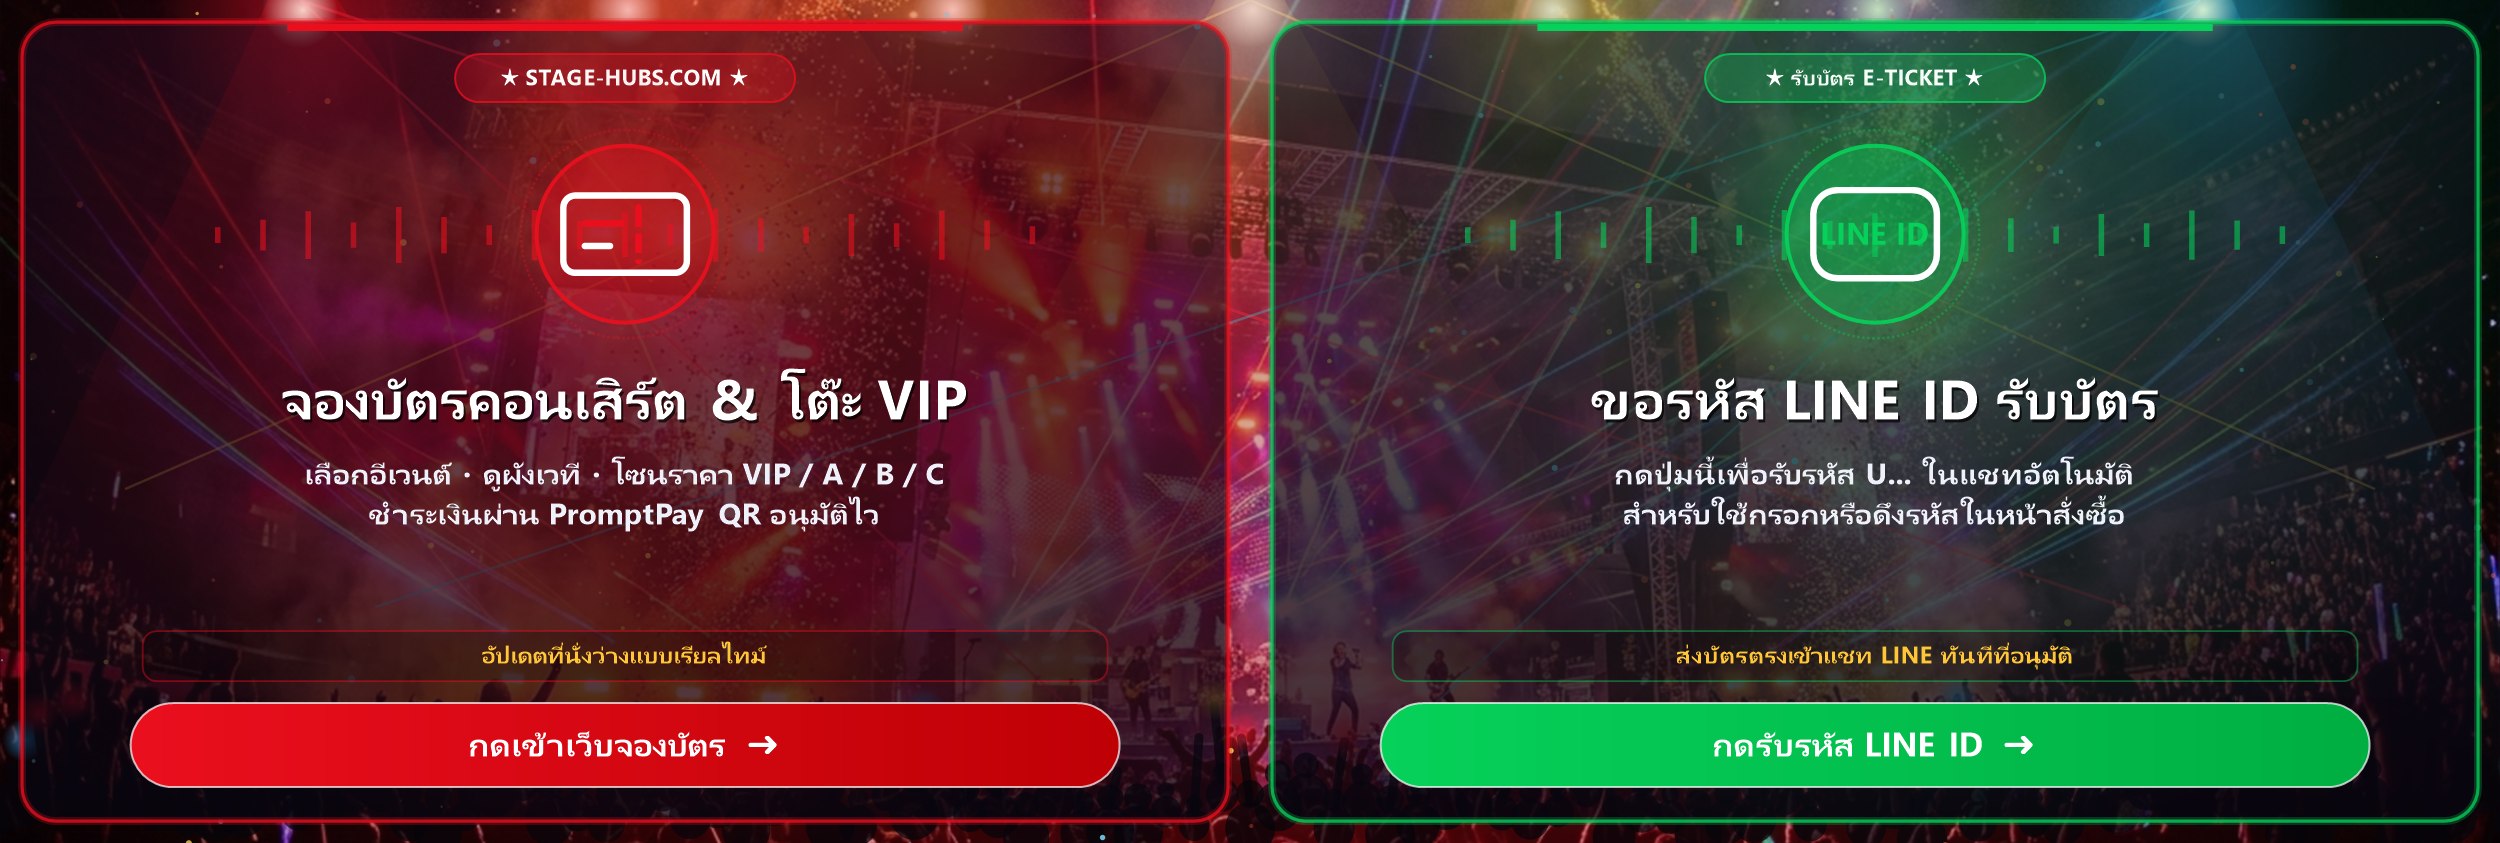 ★ STAGE-HUBS.COM ★
จองบัตรคอนเสิร์ต & โต๊ะ VIP
เลือกอีเวนต์ · ดูผังเวที · โซนราคา VIP / A / B / C
ชำระเงินผ่าน PromptPay QR อนุมัติไว
อัปเดตที่นั่งว่างแบบเรียลไทม์
กดเข้าเว็บจองบัตร →
★ รับบัตร E-TICKET ★
LINE ID
ขอรหัส LINE ID รับบัตร
กดปุ่มนี้เพื่อรับรหัส U... ในแชทอัตโนมัติ
สำหรับใช้กรอกหรือดึงรหัสในหน้าสั่งซื้อ
ส่งบัตรตรงเข้าแชท LINE ทันทีที่อนุมัติ
กดรับรหัส LINE ID →